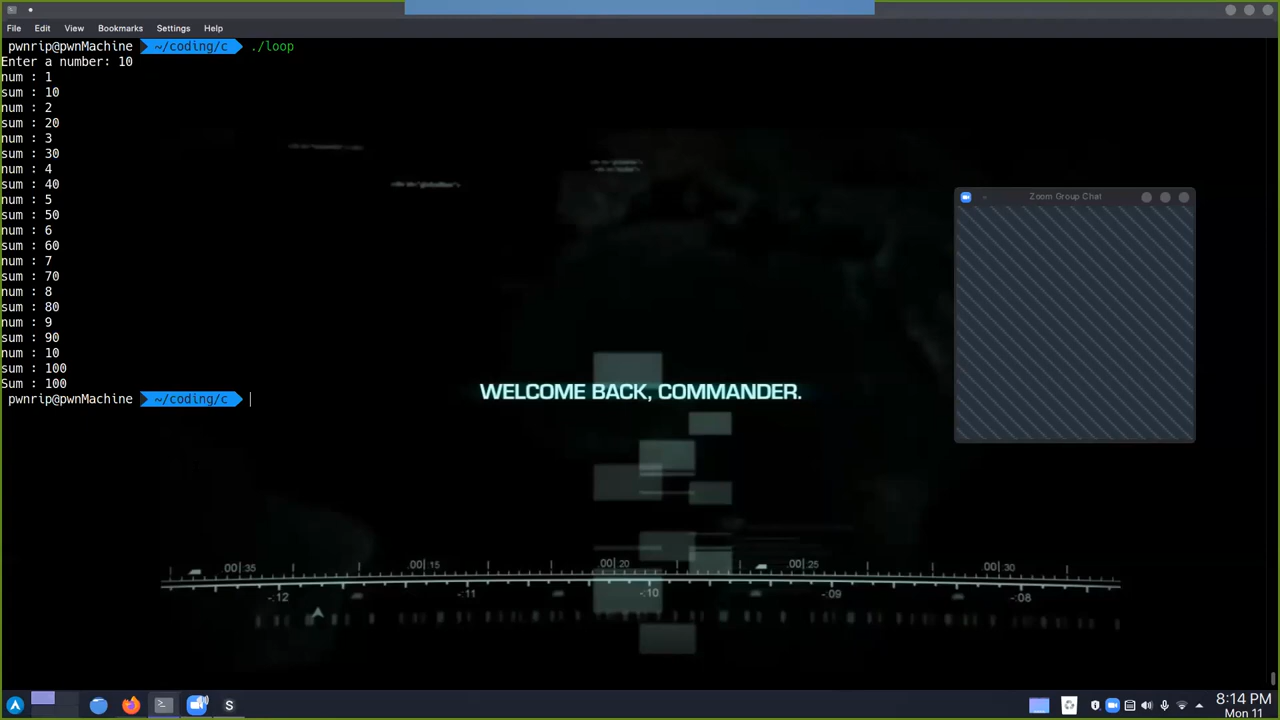 File Edit View Bookmarks Settings Help
pwnrip@pwnMachine ~/coding/c ./loop
Enter a number: 10
num : 1
sum : 10
num : 2
sum : 20
num : 3
sum : 30
num : 4
sum : 40
num : 5
sum : 50
num : 6
sum : 60
num : 7
sum : 70
num : 8
sum : 80
num : 9
sum : 90
num : 10
sum : 100
Sum : 100
pwnrip@pwnMachine ~/coding/c
Zoom Group Chat
WELCOME BACK, COMMANDER.
00|35 00|15 00|20 00|25 00|30
-:12 -:11 -:10 -:09 -:08
S
8:14 PM
Mon 11